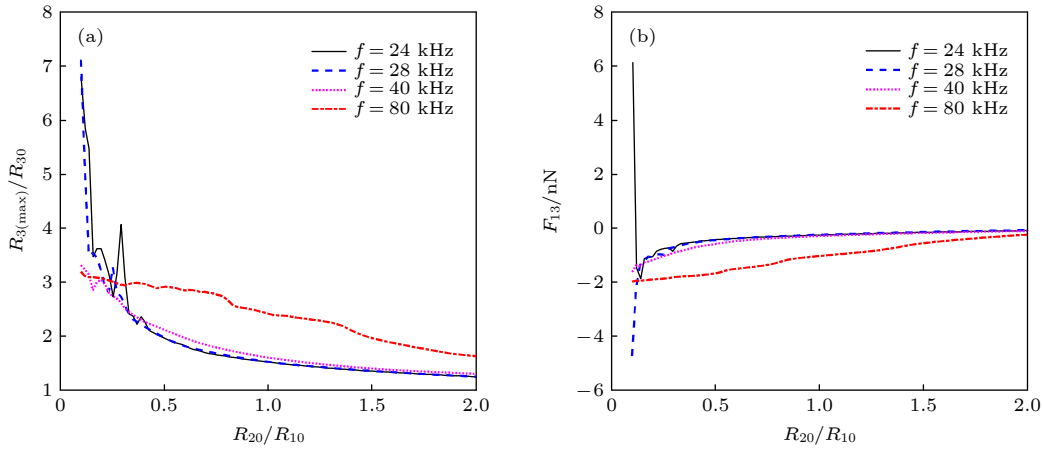 (a)
f = 24 kHz
f = 28 kHz
f = 40 kHz
f = 80 kHz
8
7
6
5
4
3
2
1
0
0.5
1.0
1.5
2.0
R3(max)/R30
R20/R10
(b)
f = 24 kHz
f = 28 kHz
f = 40 kHz
f = 80 kHz
8
6
4
2
0
−2
−4
−6
0
0.5
1.0
1.5
2.0
F13/nN
R20/R10